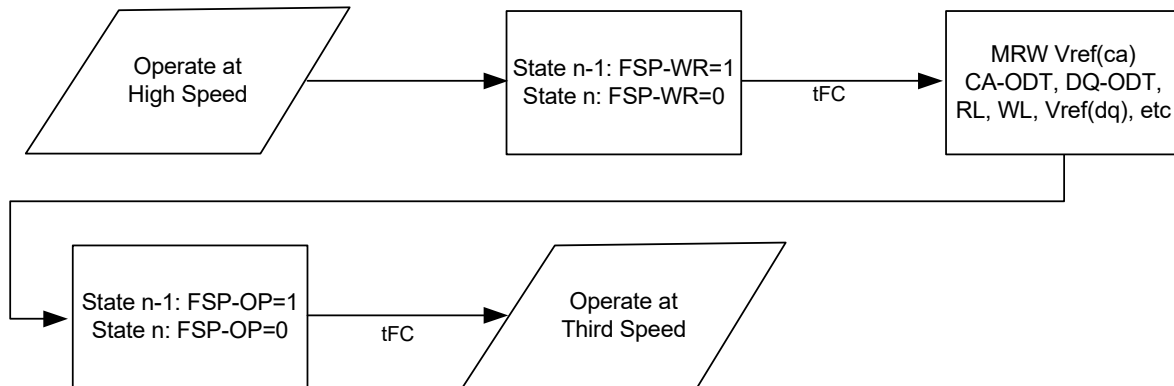 Operate at
High Speed
State n-1: FSP-WR=1
State n: FSP-WR=0
tFC
MRW Vref(ca)
CA-ODT, DQ-ODT,
RL, WL, Vref(dq), etc
State n-1: FSP-OP=1
State n: FSP-OP=0
tFC
Operate at
Third Speed